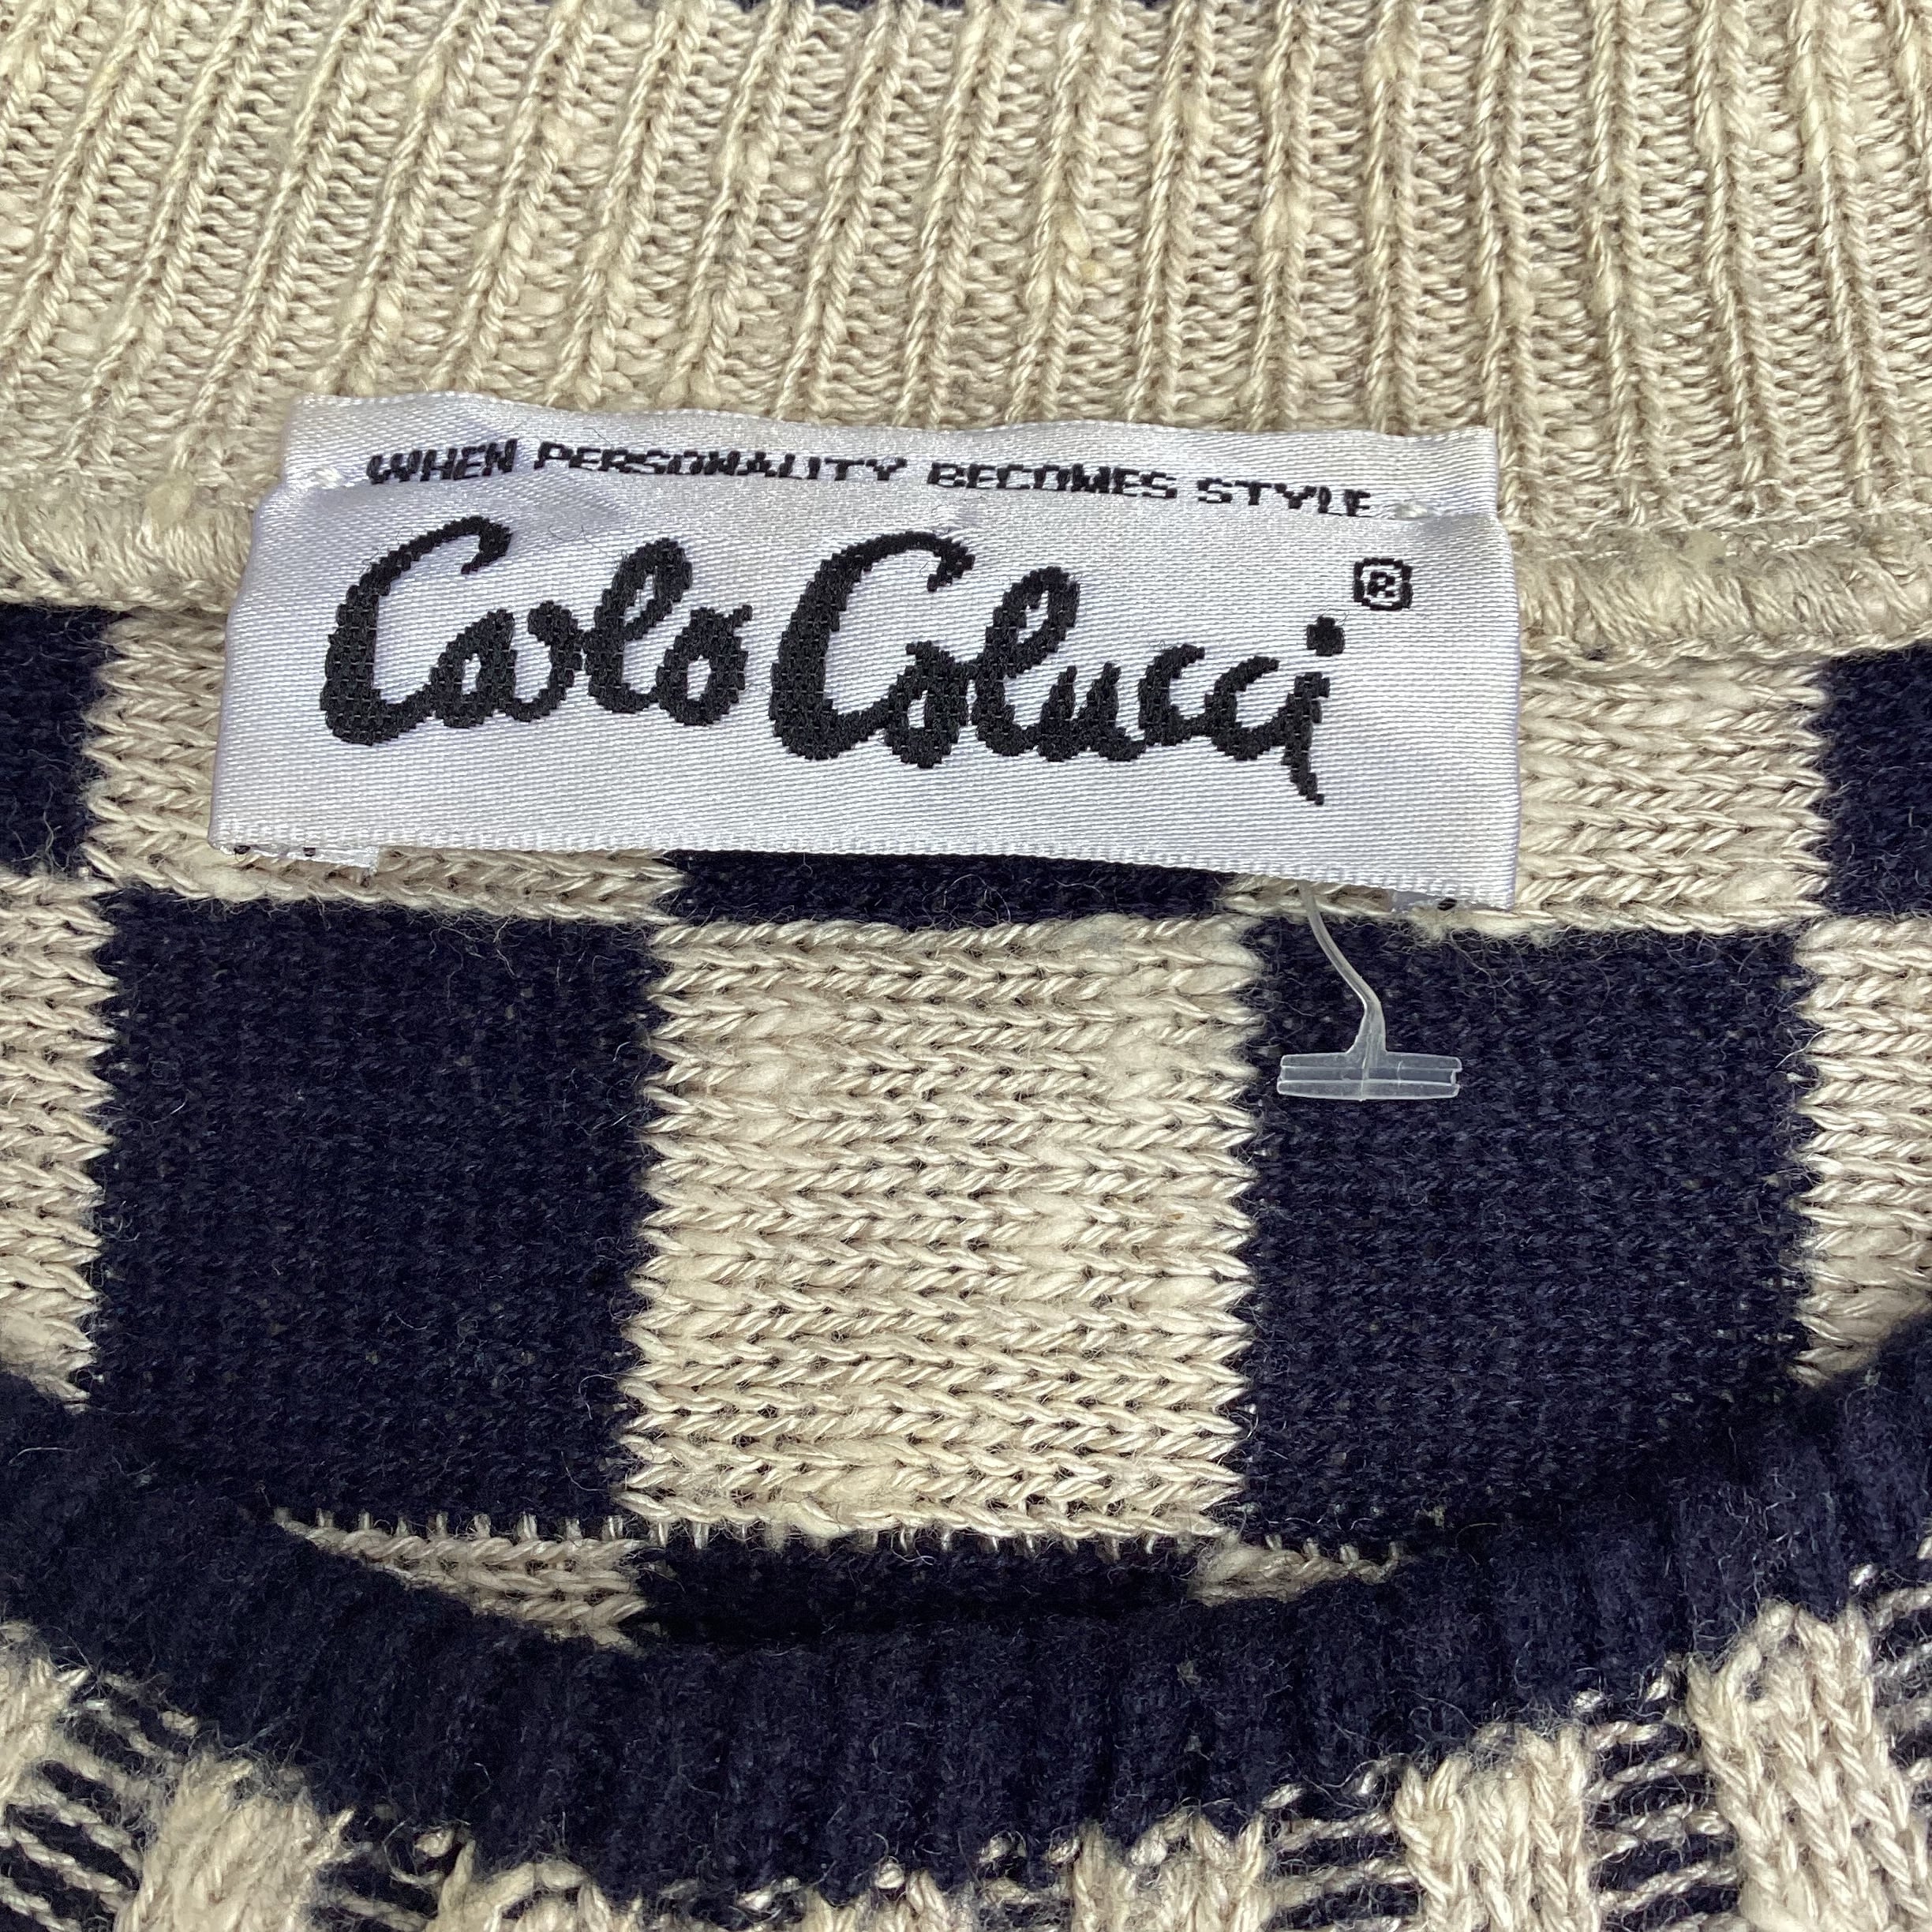 WHEN PERSONALITY BECOMES STYLE
Carlo Colucci ®